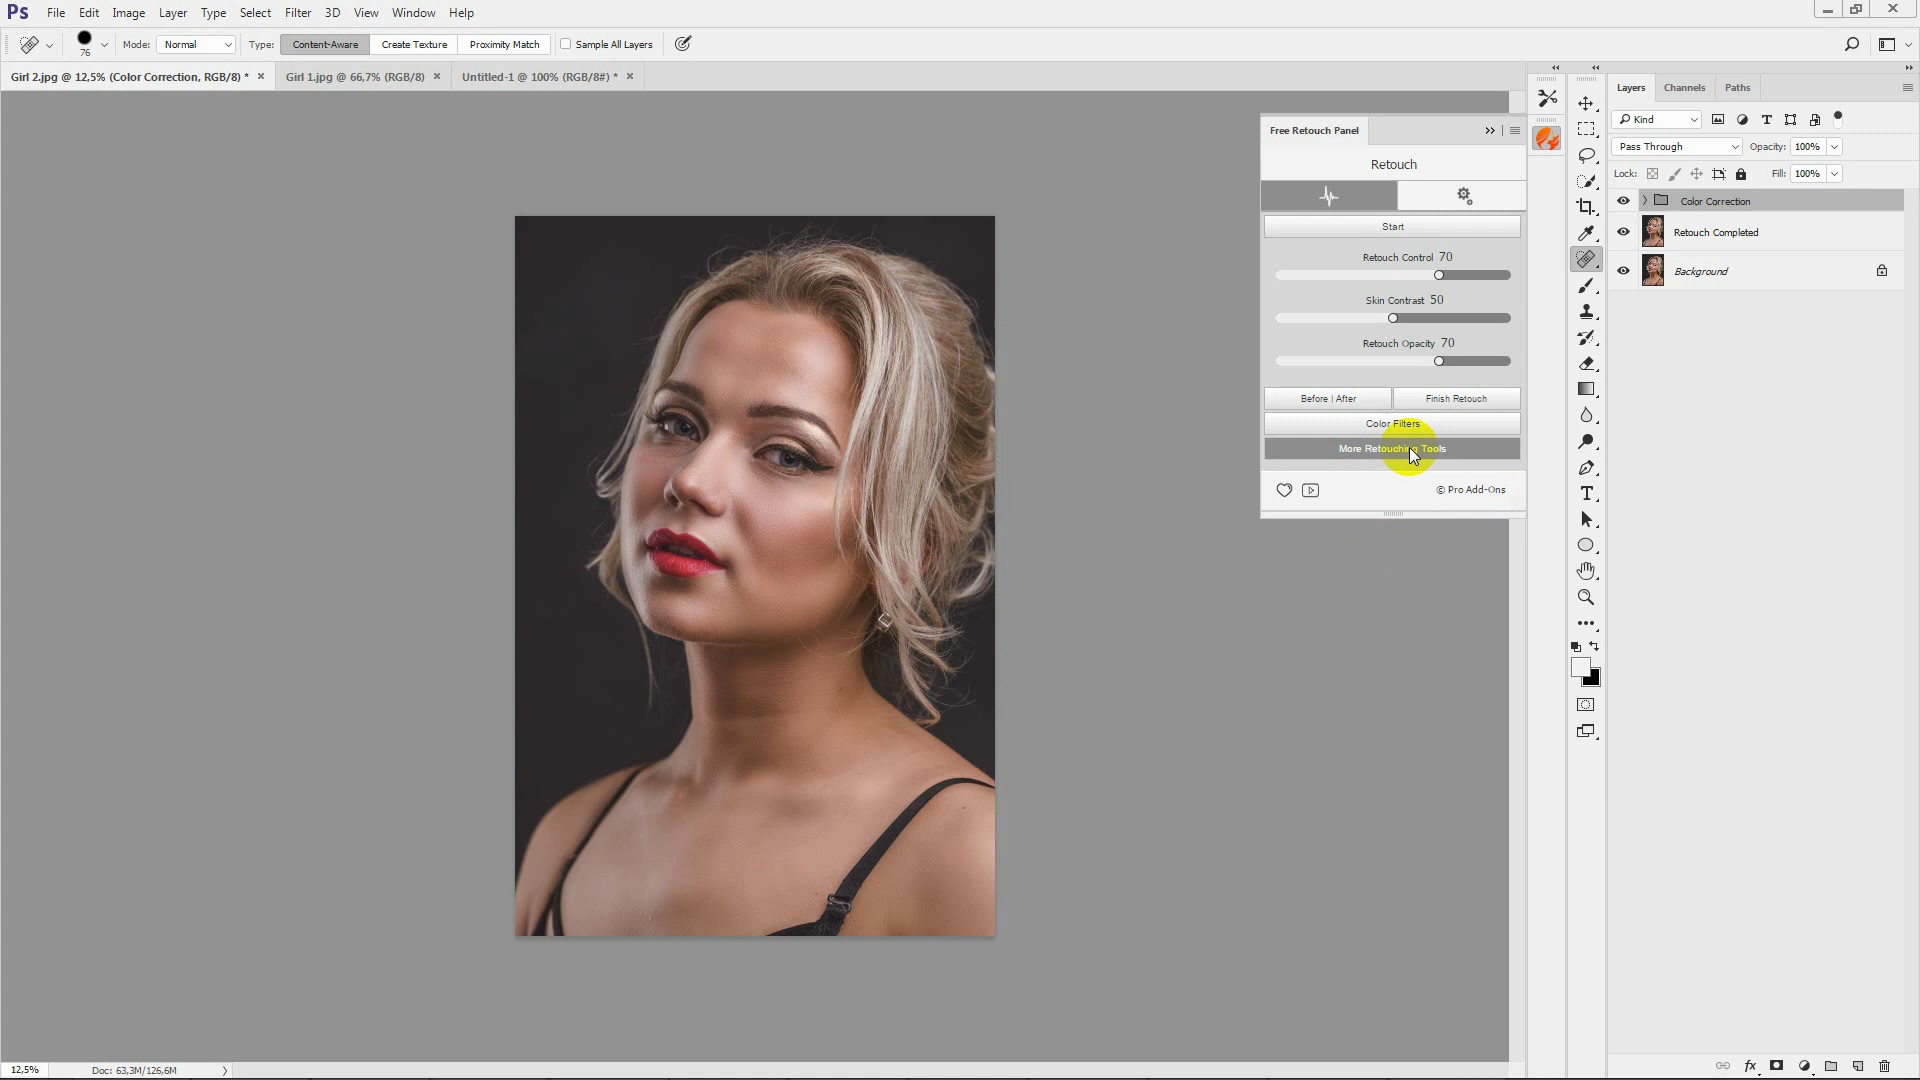 Ps File Edit Image Layer Type Select Filter 3D View Window Help
76 Mode: Normal Type: Content-Aware Create Texture Proximity Match Sample All Layers
Girl 2.jpg @ 12,5% (Color Correction, RGB/8) * × Girl 1.jpg @ 66,7% (RGB/8) × Untitled-1 @ 100% (RGB/8#) * ×
Free Retouch Panel
Retouch
Start
Retouch Control 70
Skin Contrast 50
Retouch Opacity 70
Before | After Finish Retouch
Color Filters
More Retouching Tools
© Pro Add-Ons
Layers Channels Paths
Kind
Pass Through Opacity: 100%
Lock: Fill: 100%
Color Correction
Retouch Completed
Background
12,5% Doc: 63,3M/126,6M